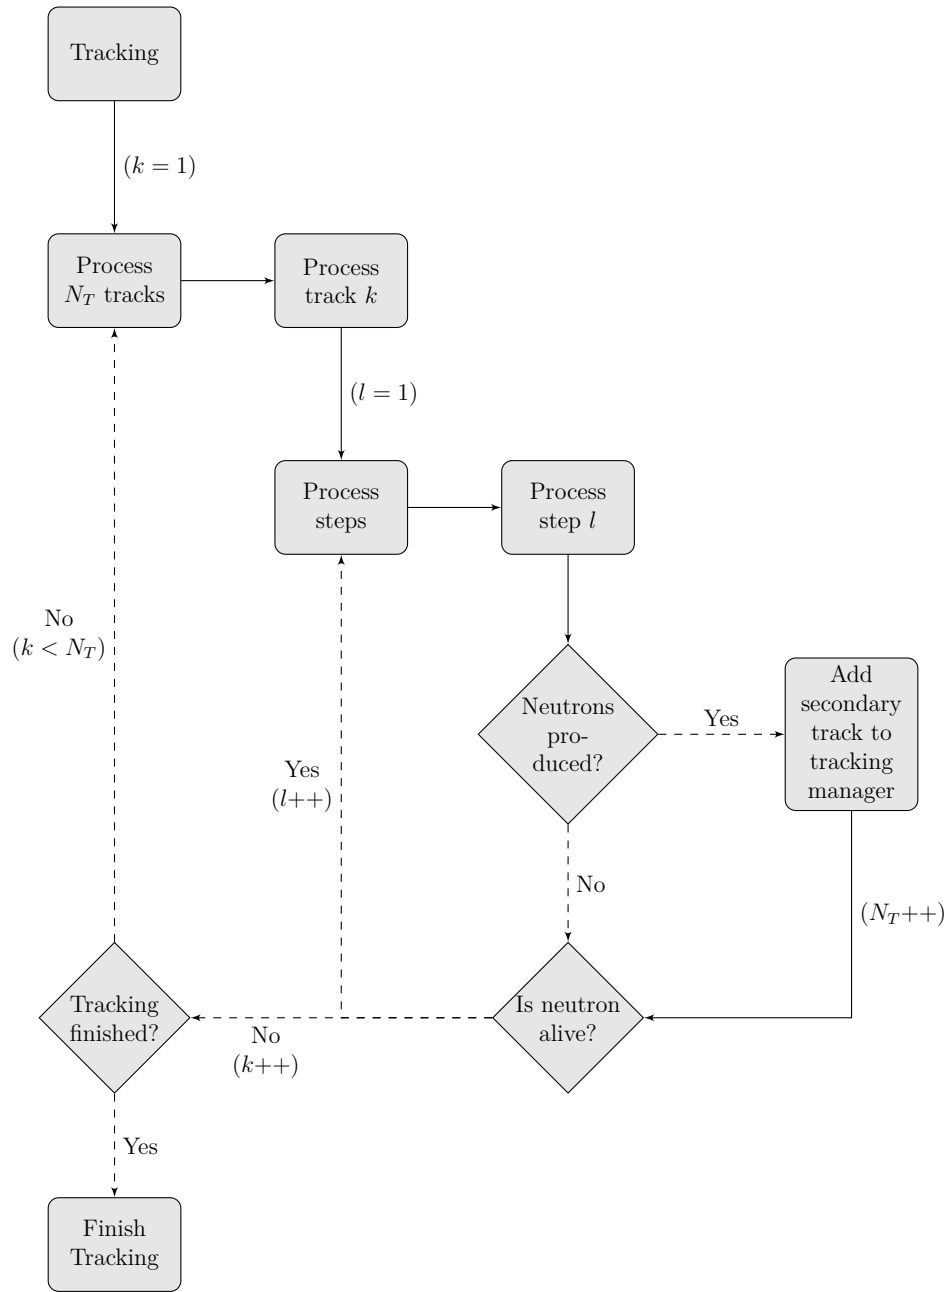 Tracking
(k = 1)
Process
N_T tracks
Process
track k
(l = 1)
Process
steps
Process
step l
No
(k < N_T)
Neutrons
pro-
duced?
Yes
Add
secondary
track to
tracking
manager
Yes
(l++)
No
(N_T++)
Tracking
finished?
No
(k++)
Is neutron
alive?
Yes
Finish
Tracking